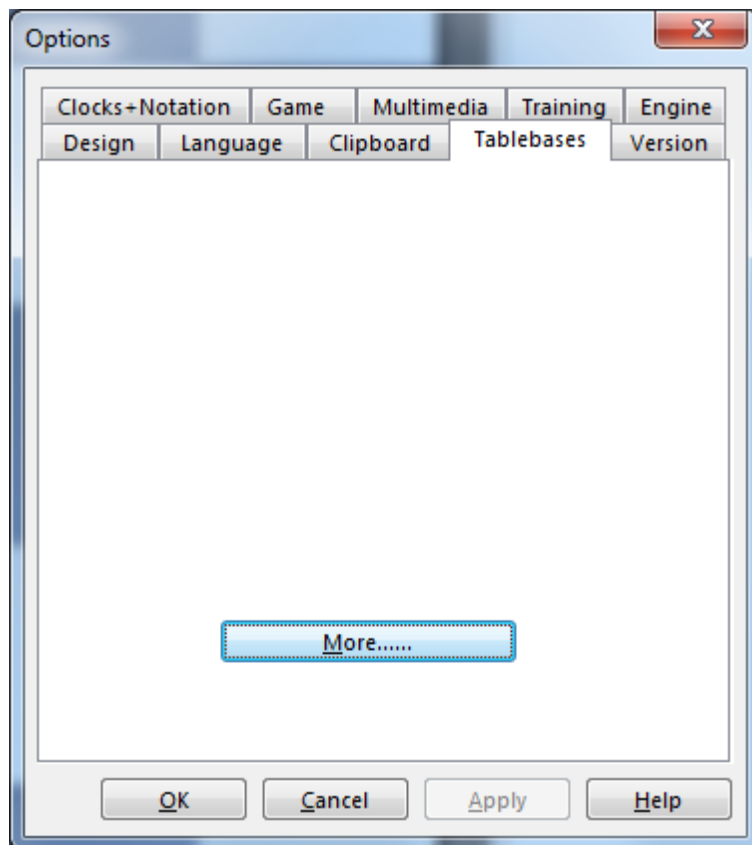 Options
Clocks+Notation Game Multimedia Training Engine
Design Language Clipboard Tablebases Version
More......
OK Cancel Apply Help